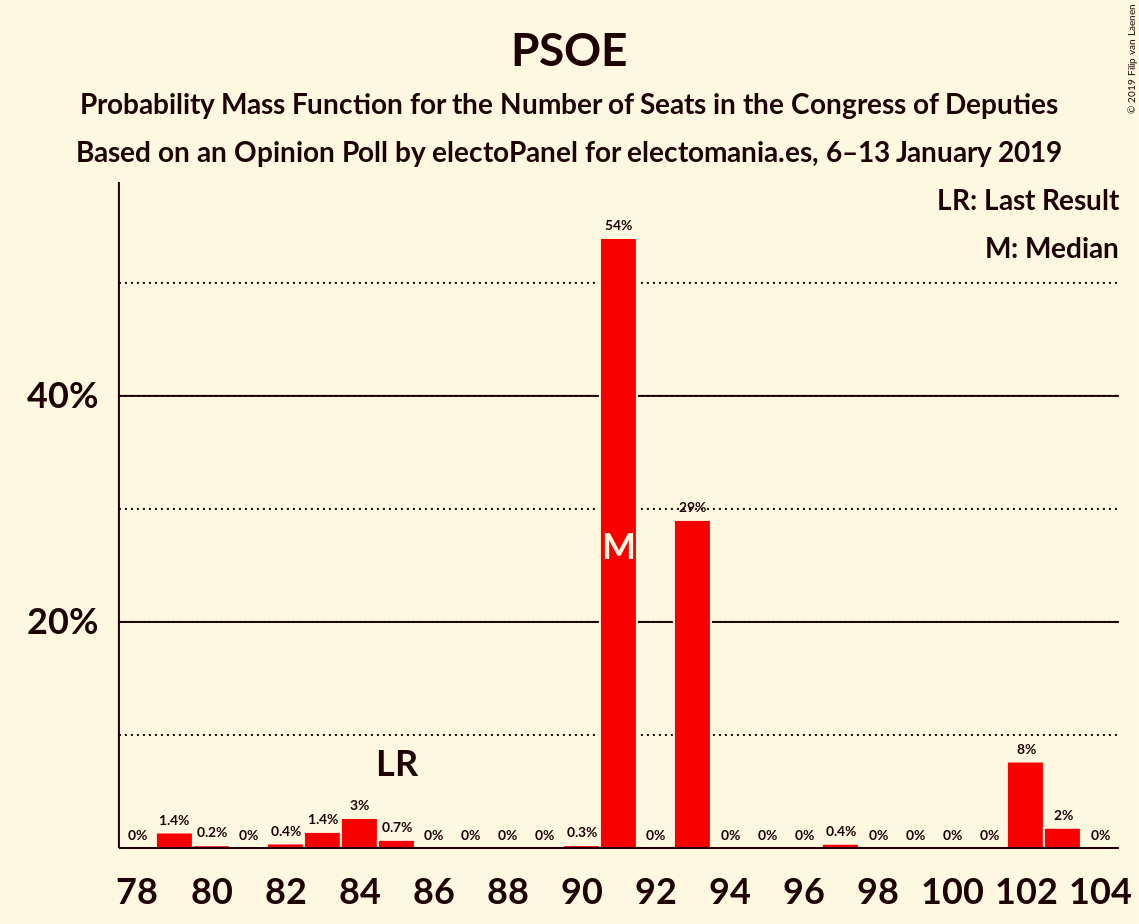 PSOE
Probability Mass Function for the Number of Seats in the Congress of Deputies
Based on an Opinion Poll by electoPanel for electomania.es, 6–13 January 2019
© 2019 Filip van Laenen
LR: Last Result
M: Median
40%
20%
0% 1.4% 0.2% 0% 0.4% 1.4% 3% 0.7% 0% 0% 0% 0% 0.3% 54% 0% 29% 0% 0% 0% 0.4% 0% 0% 0% 0% 8% 2% 0%
M
LR
78 80 82 84 86 88 90 92 94 96 98 100 102 104